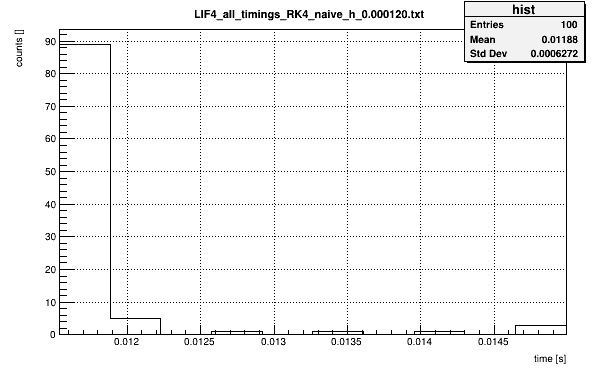 LIF4_all_timings_RK4_naive_h_0.000120.txt
hist
Entries 100
Mean 0.01188
Std Dev 0.0006272
counts []
90
80
70
60
50
40
30
20
10
0
0.012 0.0125 0.013 0.0135 0.014 0.0145
time [s]